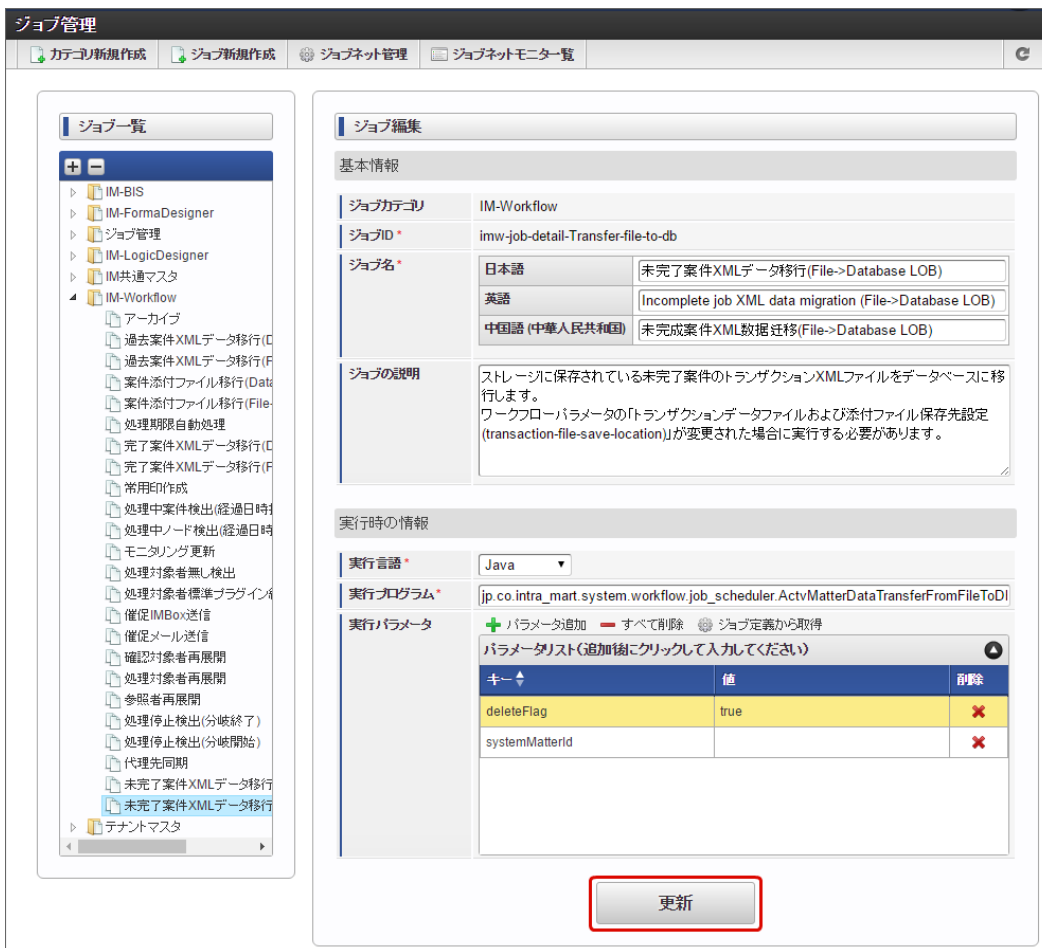 ジョブ管理
カテゴリ新規作成 ジョブ新規作成 ジョブネット管理 ジョブネットモニター覧
ジョブ一覧
IM-BIS
IM-FormaDesigner
ジョブ管理
IM-LogicDesigner
IM共通マスタ
IM-Workflow
アーカイブ
過去案件XMLデータ移行(D
過去案件XMLデータ移行(F
案件添付ファイル移行(Data
案件添付ファイル移行(File-
処理期限自動処理
完了案件XMLデータ移行(D
完了案件XMLデータ移行(F
常用印作成
処理中案件検出(経過日時
処理中ノード検出(経過日時
モニタリング更新
処理対象者無し検出
処理対象者標準プラグイン
催促IMBox送信
催促メール送信
確認対象者再展開
処理対象者再展開
参照者再展開
処理停止検出(分岐終了)
処理停止検出(分岐開始)
代理先同期
未完了案件XMLデータ移行
未完了案件XMLデータ移行
テナントマスタ
ジョブ編集
基本情報
ジョブカテゴリ IM-Workflow
ジョブID* imw-job-detail-Transfer-file-to-db
ジョブ名*
日本語 未完了案件XMLデータ移行(File->Database LOB)
英語 Incomplete job XML data migration (File->Database LOB)
中国語 (中華人民共和国) 未完成案件XML数据迁移(File->Database LOB)
ジョブの説明
ストレージに保存されている未完了案件のトランザクションXMLファイルをデータベースに移
行します。
ワークフローパラメータの「トランザクションデータファイルおよび添付ファイル保存先設定
(transaction-file-save-location)」が変更された場合に実行する必要があります。
実行時の情報
実行言語* Java
実行プログラム* jp.co.intra_mart.system.workflow.job_scheduler.ActvMatterDataTransferFromFileToDI
実行パラメータ パラメータ追加 すべて削除 ジョブ定義から取得
パラメータリスト(追加後にクリックして入力してください)
キー 値 削除
deleteFlag true
systemMatterId
更新